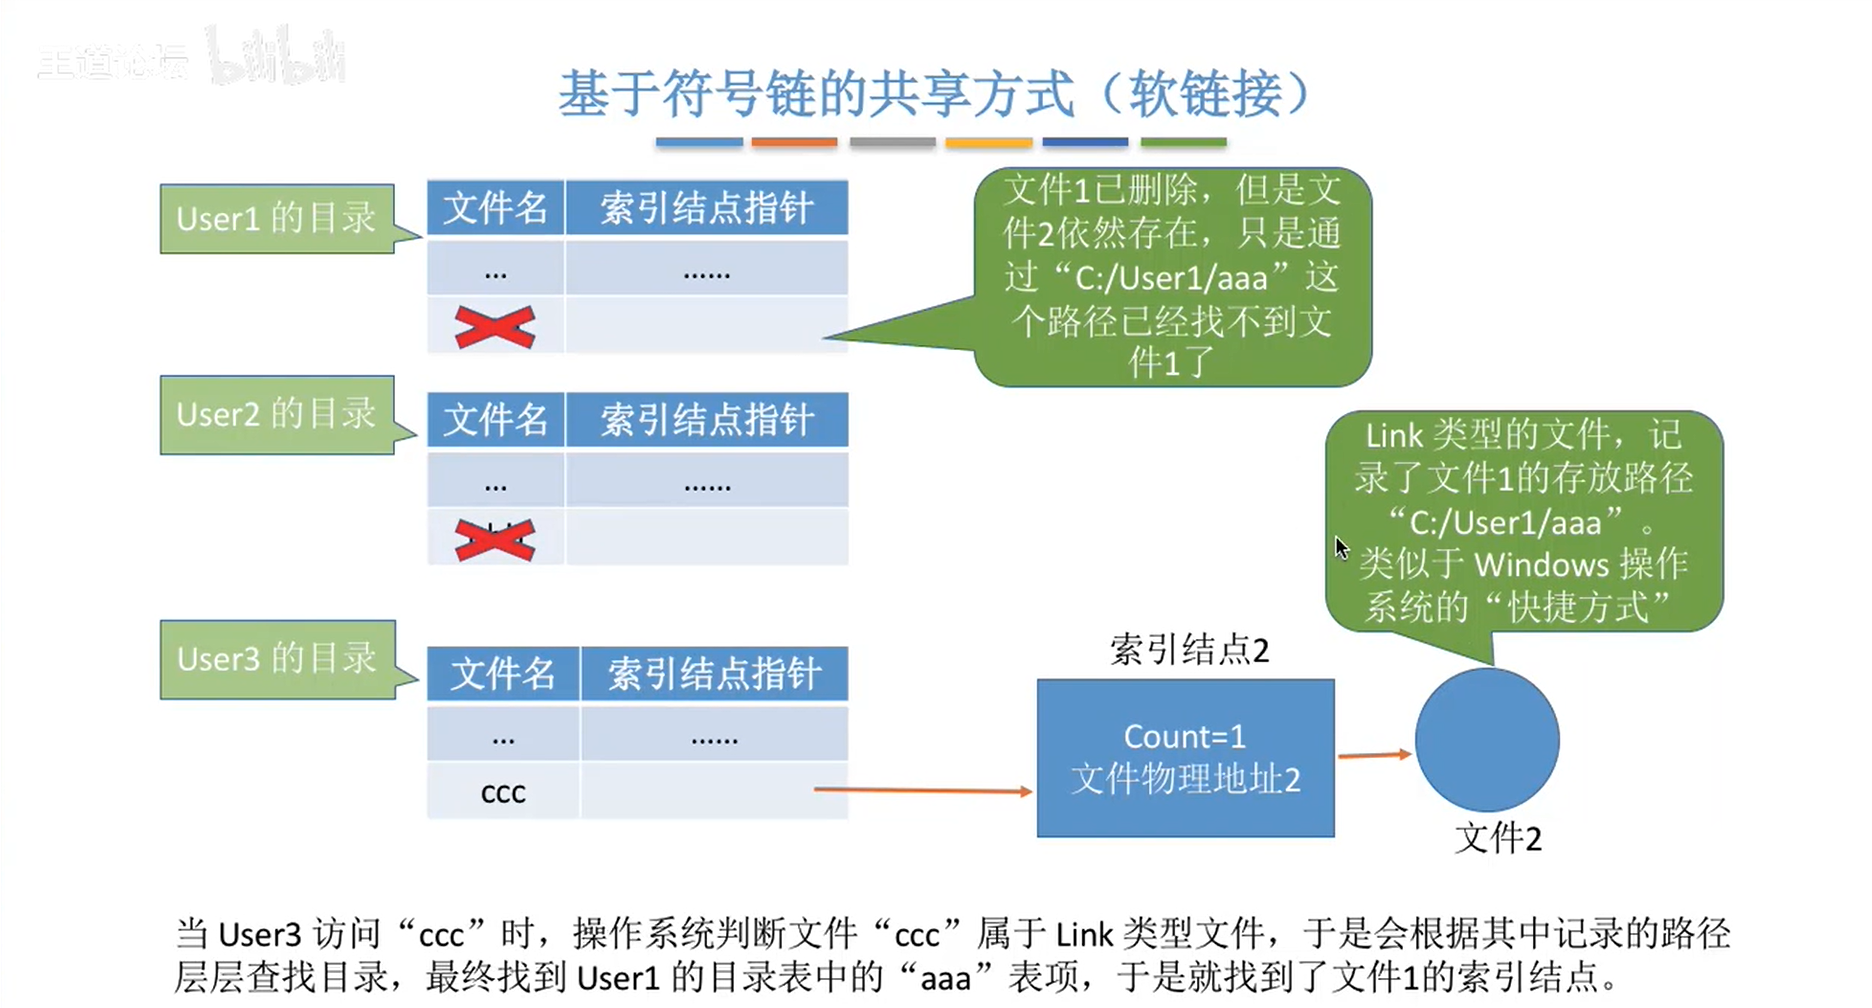 王道论坛 bilibili
基于符号链的共享方式（软链接）
User1 的目录
文件名 索引结点指针
... ......
文件1已删除，但是文
件2依然存在，只是通
过“C:/User1/aaa”这
个路径已经找不到文
件1了
User2 的目录
文件名 索引结点指针
... ......
Link 类型的文件，记
录了文件1的存放路径
“C:/User1/aaa”。
类似于 Windows 操作
系统的“快捷方式”
User3 的目录
文件名 索引结点指针
... ......
ccc
索引结点2
Count=1
文件物理地址2
文件2
当 User3 访问“ccc”时，操作系统判断文件“ccc”属于 Link 类型文件，于是会根据其中记录的路径
层层查找目录，最终找到 User1 的目录表中的“aaa”表项，于是就找到了文件1的索引结点。